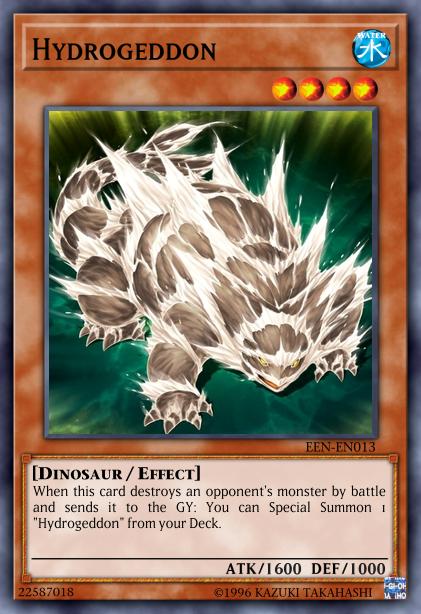 HYDROGEDDON
WATER
水
EEN-EN013
[DINOSAUR / EFFECT]
When this card destroys an opponent's monster by battle
and sends it to the GY: You can Special Summon 1
"Hydrogeddon" from your Deck.
ATK/1600 DEF/1000
22587018
©1996 KAZUKI TAKAHASHI